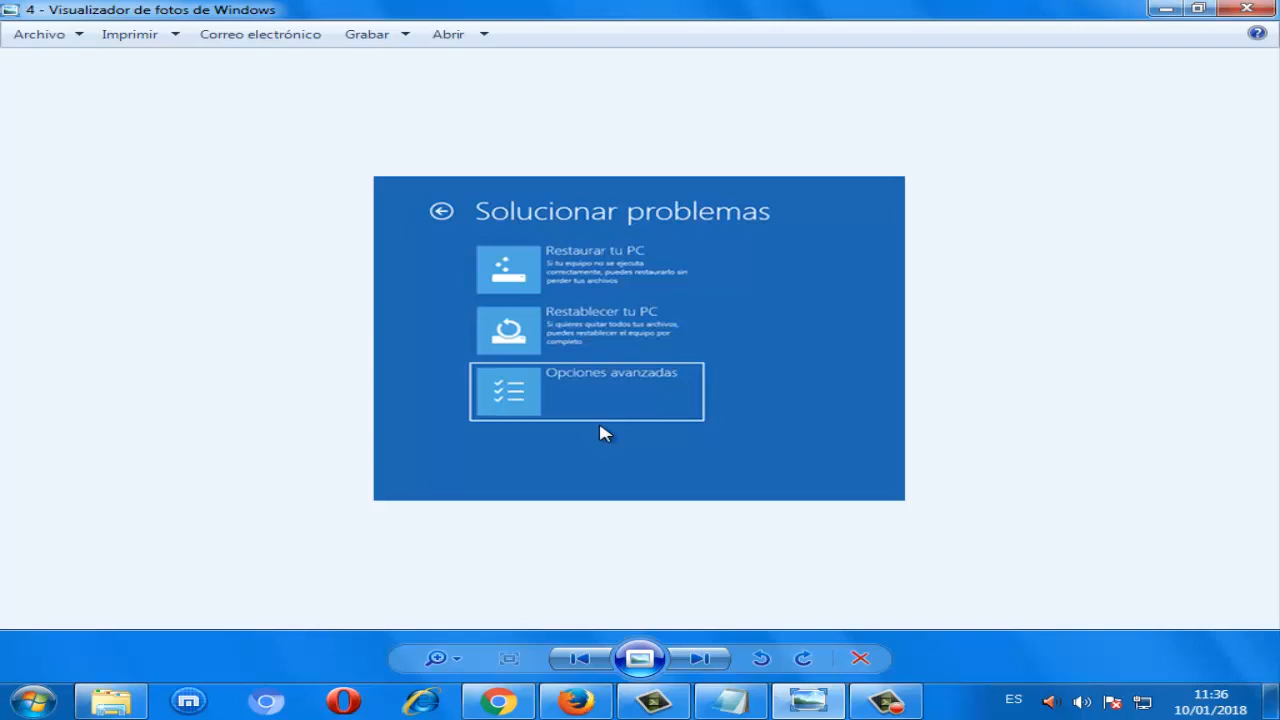 4 - Visualizador de fotos de Windows
Archivo Imprimir Correo electrónico Grabar Abrir
Solucionar problemas
Restaurar tu PC
Si tu equipo no se ejecuta
correctamente, puedes restaurarlo sin
perder tus archivos
Restablecer tu PC
Si quieres quitar todos tus archivos,
puedes restablecer el equipo por
completo
Opciones avanzadas
ES
11:36
10/01/2018